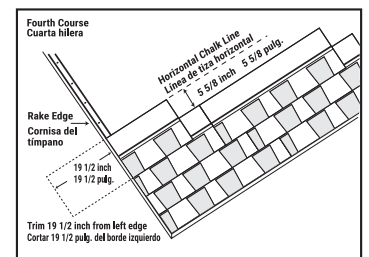 Fourth Course
Cuarta hilera
Horizontal Chalk Line
Línea de tiza horizontal
5 5/8 inch 5 5/8 pulg.
Rake Edge
Cornisa del
tímpano
19 1/2 inch
19 1/2 pulg.
Trim 19 1/2 inch from left edge
Cortar 19 1/2 pulg. del borde izquierdo